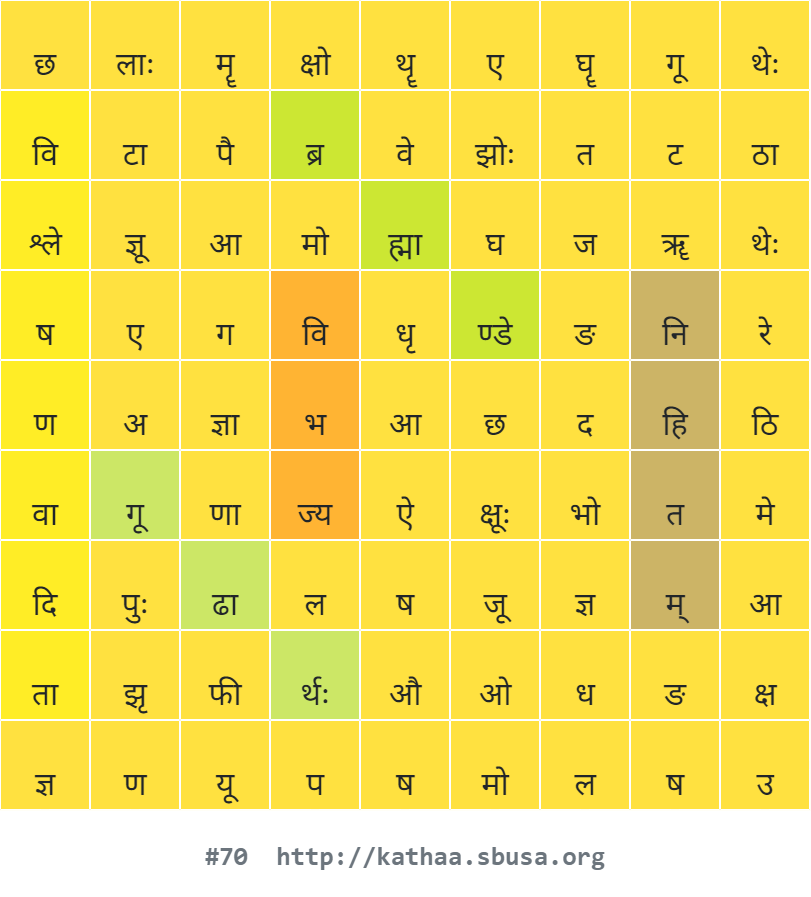 छ लाः मॄ क्षो थॄ ए घॄ गू थेः
वि टा पै ब्र वे झोः त ट ठा
श्ले ज्ञू आ मो ह्मा घ ज ॠ थेः
ष ए ग वि धृ ण्डे ङ नि रे
ण अ ज्ञा भ आ छ द हि ठि
वा गू णा ज्य ऐ क्षूः भो त मे
दि पुः ढा ल ष जू ज्ञ म् आ
ता झृ फी र्थः औ ओ ध ङ क्ष
ज्ञ ण यू प ष मो ल ष उ
#70 http://kathaa.sbusa.org